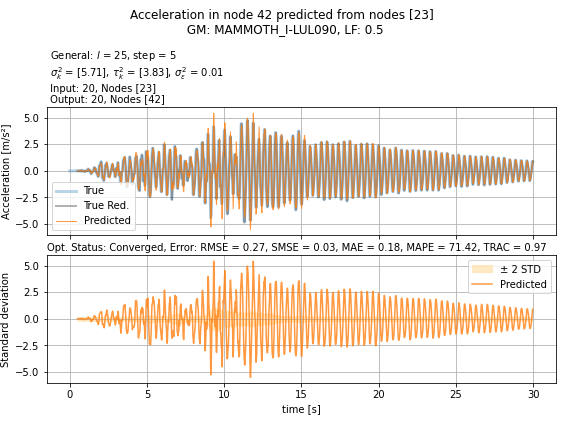 Acceleration in node 42 predicted from nodes [23]
GM: MAMMOTH_I-LUL090, LF: 0.5
General: l = 25, step = 5
σ²ₖ = [5.71], τ²ₖ = [3.83], σ²ε = 0.01
Input: 20, Nodes [23]
Output: 20, Nodes [42]
Acceleration [m/s²]
5.0
2.5
0.0
−2.5
−5.0
True
True Red.
Predicted
Opt. Status: Converged, Error: RMSE = 0.27, SMSE = 0.03, MAE = 0.18, MAPE = 71.42, TRAC = 0.97
Standard deviation
5.0
2.5
0.0
−2.5
−5.0
± 2 STD
Predicted
0 5 10 15 20 25 30
time [s]